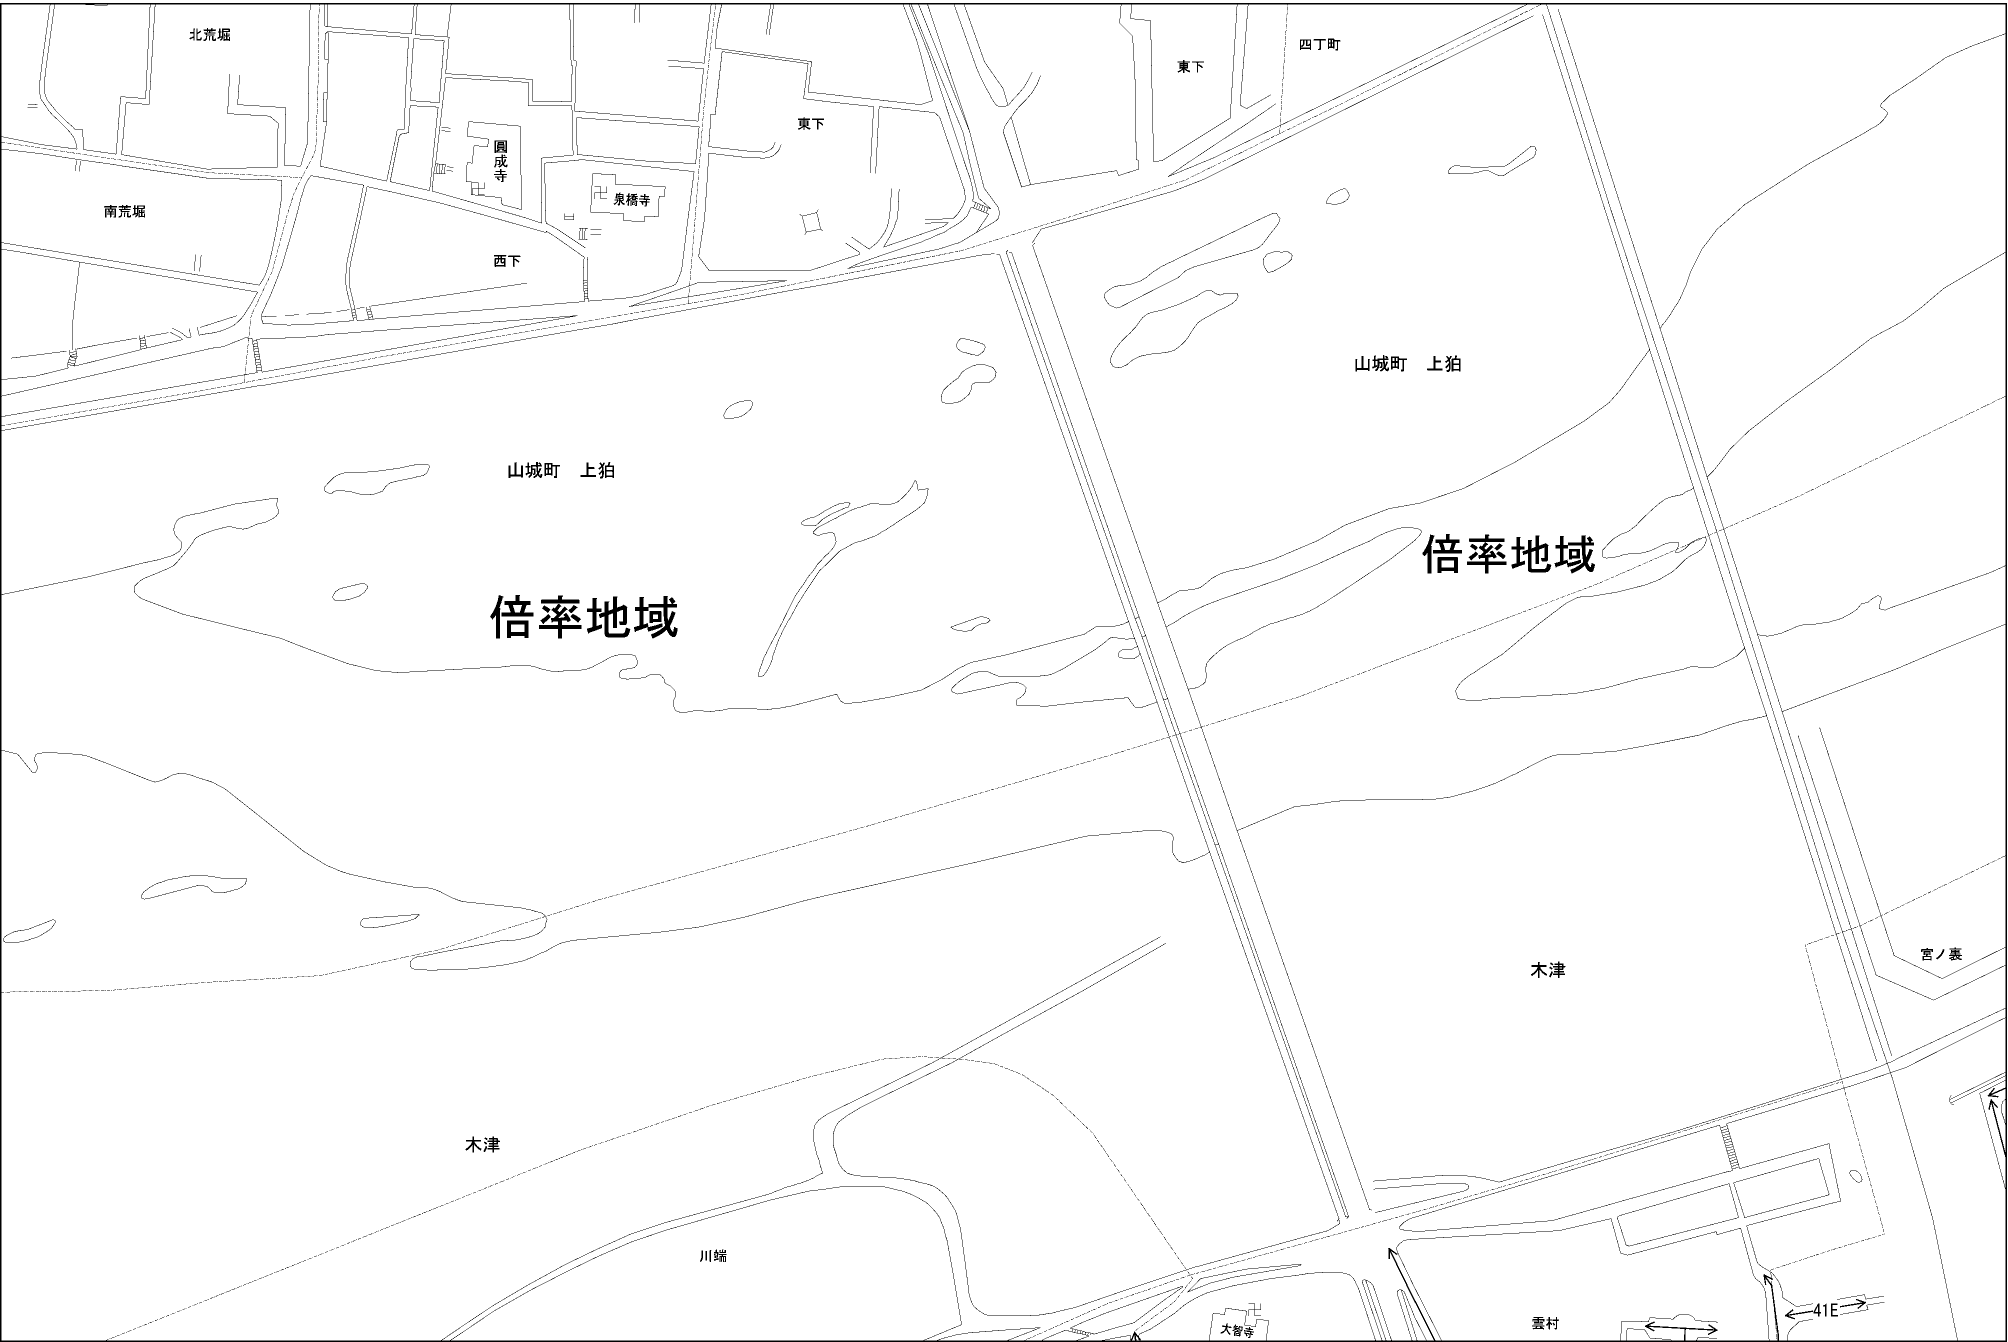 北荒堀
四丁町
東下
東下
圓成寺
泉橋寺
南荒堀
西下
山城町 上狛
山城町 上狛
倍率地域
倍率地域
宮ノ裏
木津
木津
川端
41E
雲村
大智寺